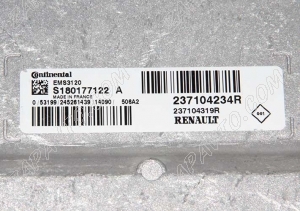 Continental
EMS3120
S180177122 A
MADE IN FRANCE
0 53199 245261439 14090 508A2
237104234R
237104319R
RENAULT